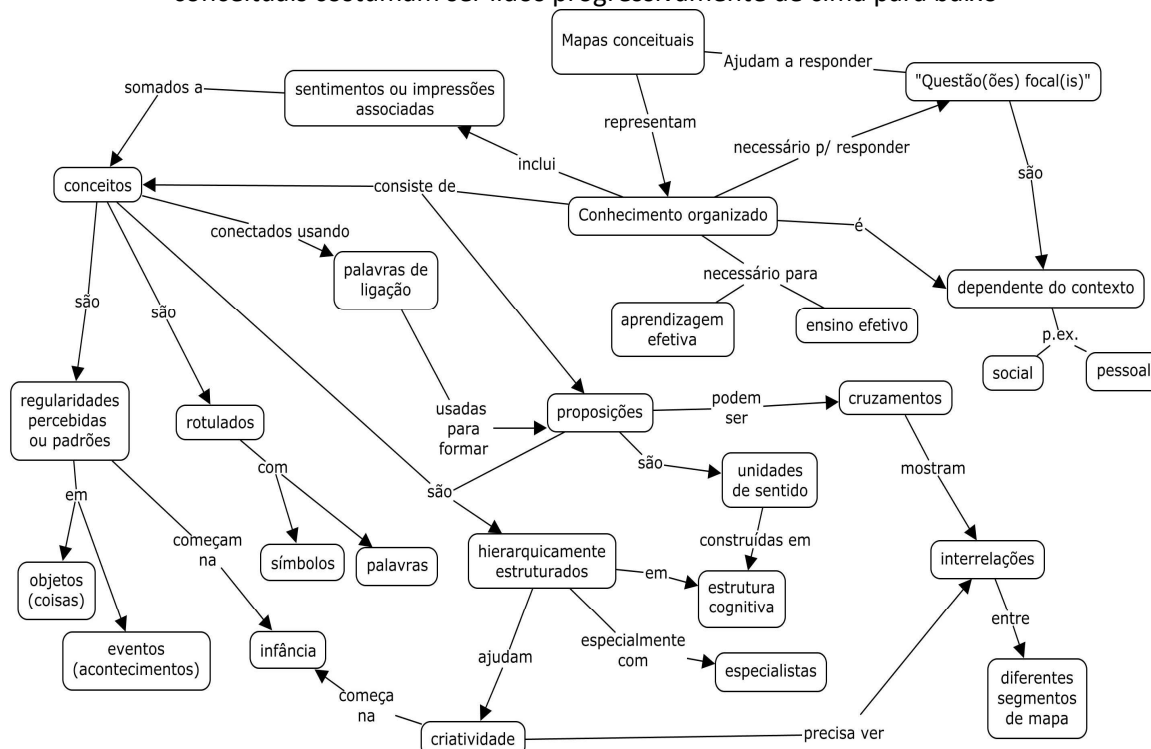 conceituais costumam ser lidos progressivamente de cima para baixo
Mapas conceituais
Ajudam a responder
"Questão(ões) focal(is)"
somados a
sentimentos ou impressões
associadas
representam
necessário p/ responder
inclui
são
conceitos
consiste de
Conhecimento organizado
é
conectados usando
palavras de
ligação
necessário para
dependente do contexto
são
são
aprendizagem
efetiva
ensino efetivo
p.ex.
social
pessoal
regularidades
percebidas
ou padrões
rotulados
usadas
para
formar
proposições
podem
ser
cruzamentos
com
são
são
unidades
de sentido
mostram
em
começam
na
símbolos
palavras
hierarquicamente
estruturados
construídas em
em
estrutura
cognitiva
interrelações
objetos
(coisas)
eventos
(acontecimentos)
infância
ajudam
especialmente
com
especialistas
entre
diferentes
segmentos
de mapa
começa
na
criatividade
precisa ver